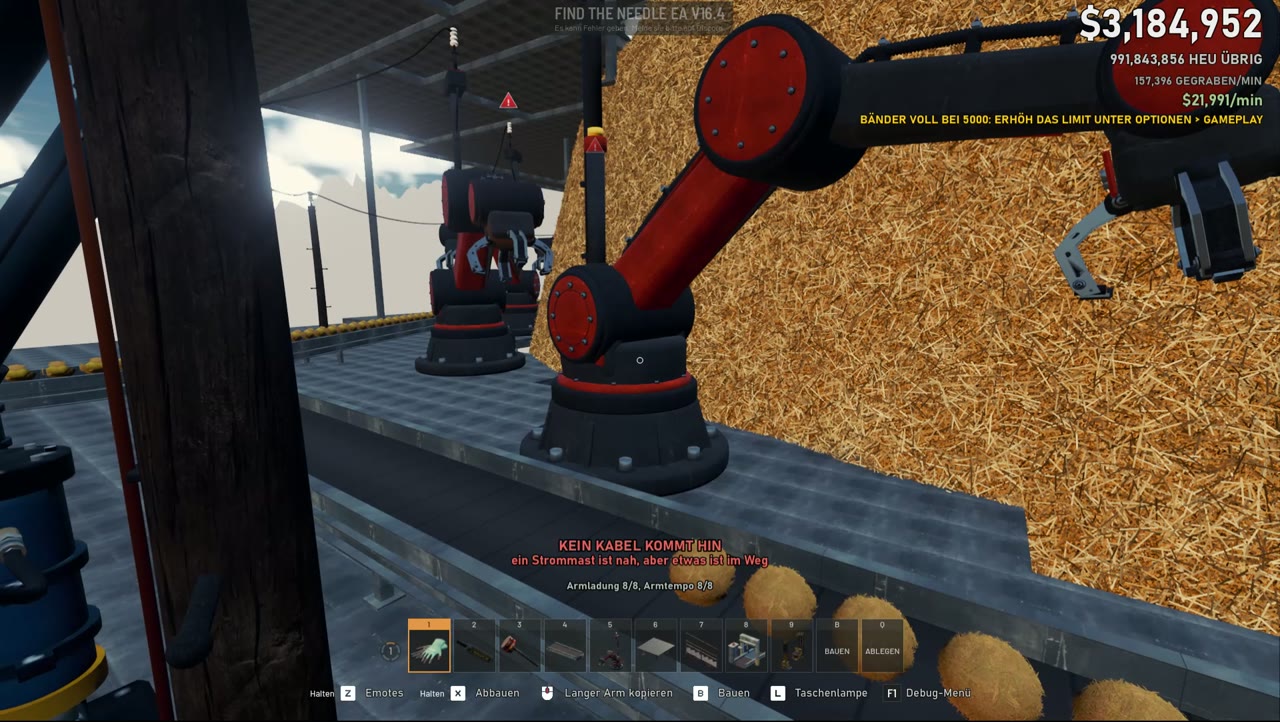 FIND THE NEEDLE EA V16.4
$3,184,952
991,843,856 HEU ÜBRIG
157,396 GEGRABEN/MIN
$21,991/min
BÄNDER VOLL BEI 5000: ERHÖH DAS LIMIT UNTER OPTIONEN > GAMEPLAY
KEIN KABEL KOMMT HIN
ein Strommast ist nah, aber etwas ist im Weg
Armladung 8/8, Armtempo 8/8
1 2 3 4 5 6 7 8 9 B Q
T
BAUEN ABLEGEN
Halten Z Emotes Halten X Abbauen Langer Arm kopieren B Bauen L Taschenlampe F1 Debug-Menü